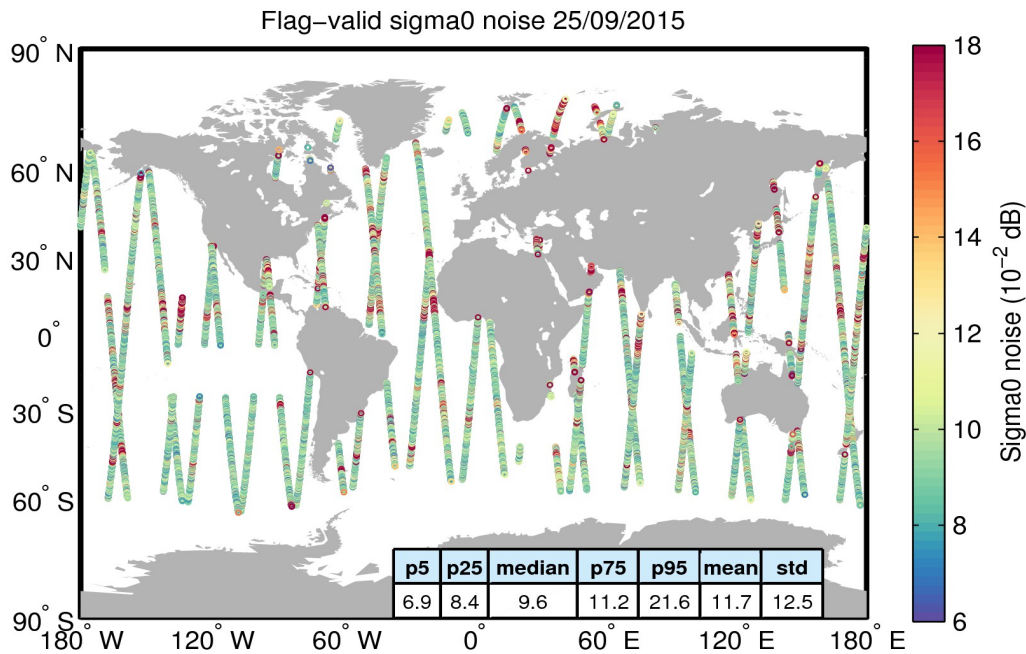 Flag−valid sigma0 noise 25/09/2015
90° N
60° N
30° N
0°
30° S
60° S
90° S
180° W
120° W
60° W
0°
60° E
120° E
180° E
p5 p25 median p75 p95 mean std
6.9 8.4 9.6 11.2 21.6 11.7 12.5
18
16
14
12
10
8
6
Sigma0 noise (10⁻² dB)